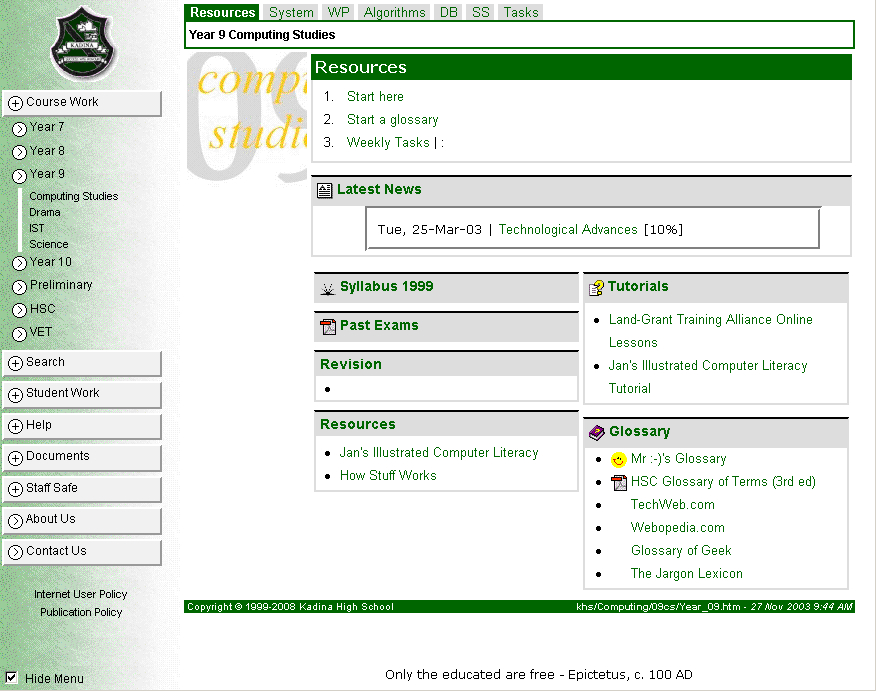 KADINA
Course Work
Year 7
Year 8
Year 9
Computing Studies
Drama
IST
Science
Year 10
Preliminary
HSC
VET
Search
Student Work
Help
Documents
Staff Safe
About Us
Contact Us
Internet User Policy
Publication Policy
Hide Menu
Resources System WP Algorithms DB SS Tasks
Year 9 Computing Studies
09
comp
studi
Resources
1. Start here
2. Start a glossary
3. Weekly Tasks | :
Latest News
Tue, 25-Mar-03 | Technological Advances [10%]
Syllabus 1999
Past Exams
Revision
Resources
Jan's Illustrated Computer Literacy
How Stuff Works
Tutorials
Land-Grant Training Alliance Online
Lessons
Jan's Illustrated Computer Literacy
Tutorial
Glossary
Mr :-)'s Glossary
HSC Glossary of Terms (3rd ed)
TechWeb.com
Webopedia.com
Glossary of Geek
The Jargon Lexicon
Copyright © 1999-2008 Kadina High School khs/Computing/09cs/Year_09.htm - 27 Nov 2003 9:44 AM
Only the educated are free - Epictetus, c. 100 AD